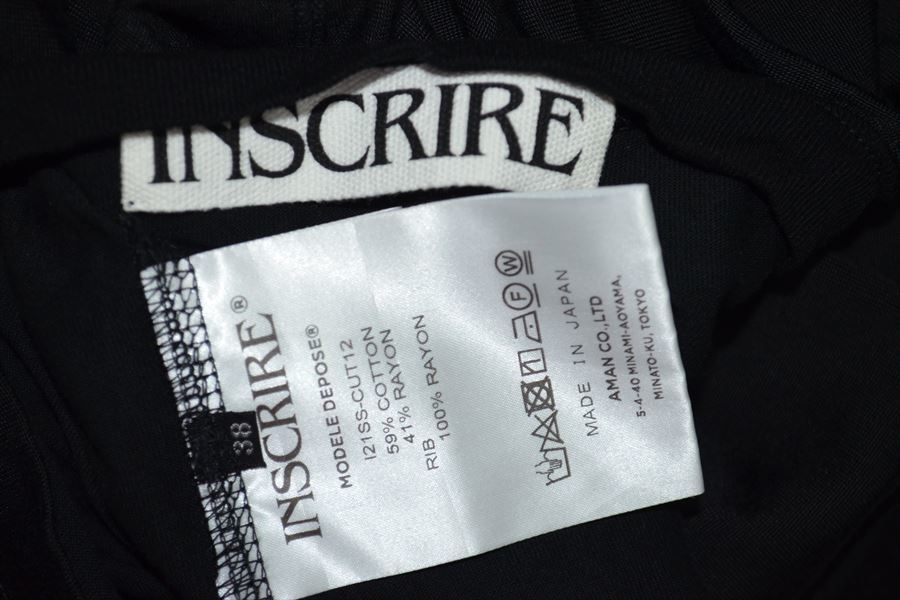 INSCRIRE
INSCRIRE®
MODELE DEPOSE®
I21SS-CUT12
59% COTTON
41% RAYON
RIB 100% RAYON
F
W
MADE IN JAPAN
AMAN CO.,LTD
5-4-40 MINAMI-AOYAMA,
MINATO-KU, TOKYO
38